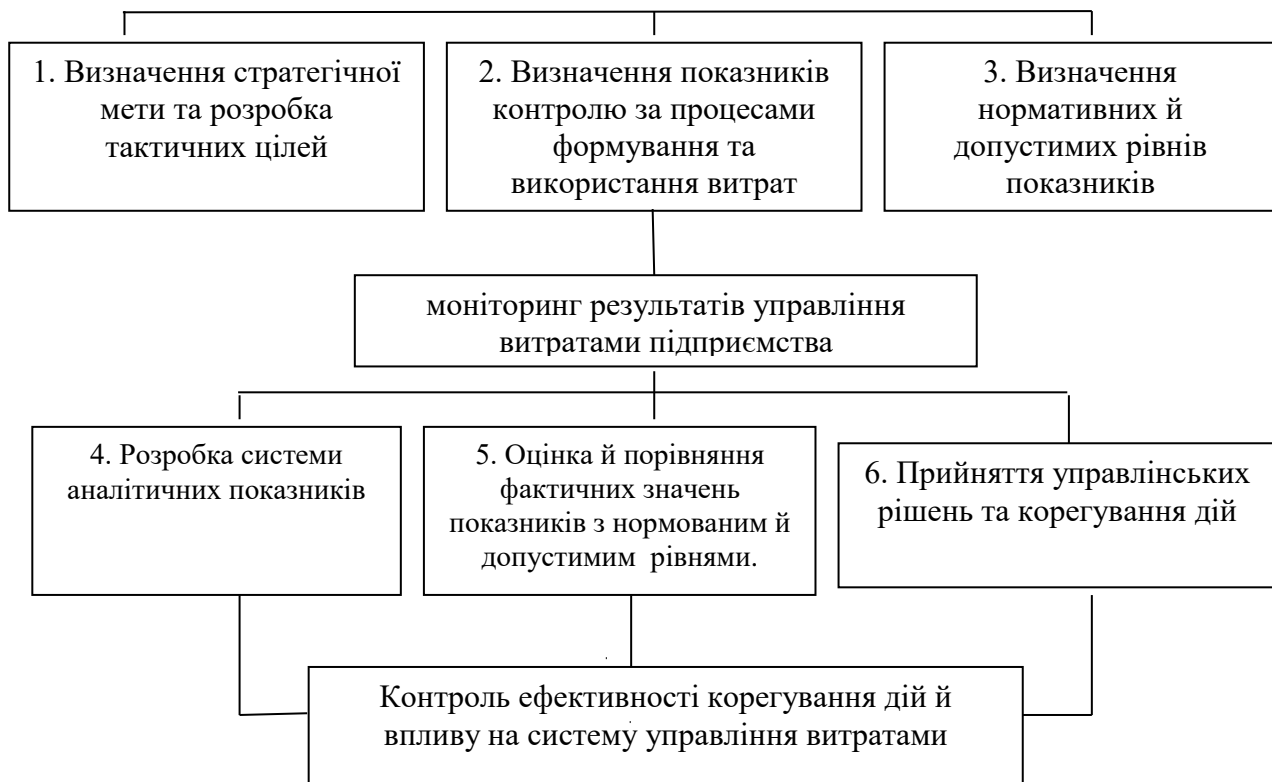 1. Визначення стратегічної
мети та розробка
тактичних цілей
2. Визначення показників
контролю за процесами
формування та
використання витрат
3. Визначення
нормативних й
допустимих рівнів
показників
моніторинг результатів управління
витратами підприємства
4. Розробка системи
аналітичних показників
5. Оцінка й порівняння
фактичних значень
показників з нормованим й
допустимим рівнями.
6. Прийняття управлінських
рішень та корегування дій
Контроль ефективності корегування дій й
впливу на систему управління витратами